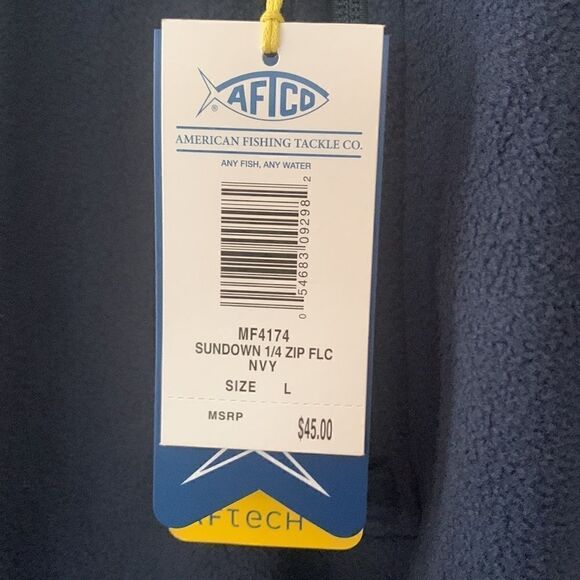 AFTCO
®
AMERICAN FISHING TACKLE CO.
ANY FISH, ANY WATER
0 54683 09298 2
MF4174
SUNDOWN 1/4 ZIP FLC
NVY
SIZE L
MSRP $45.00
AFTECH